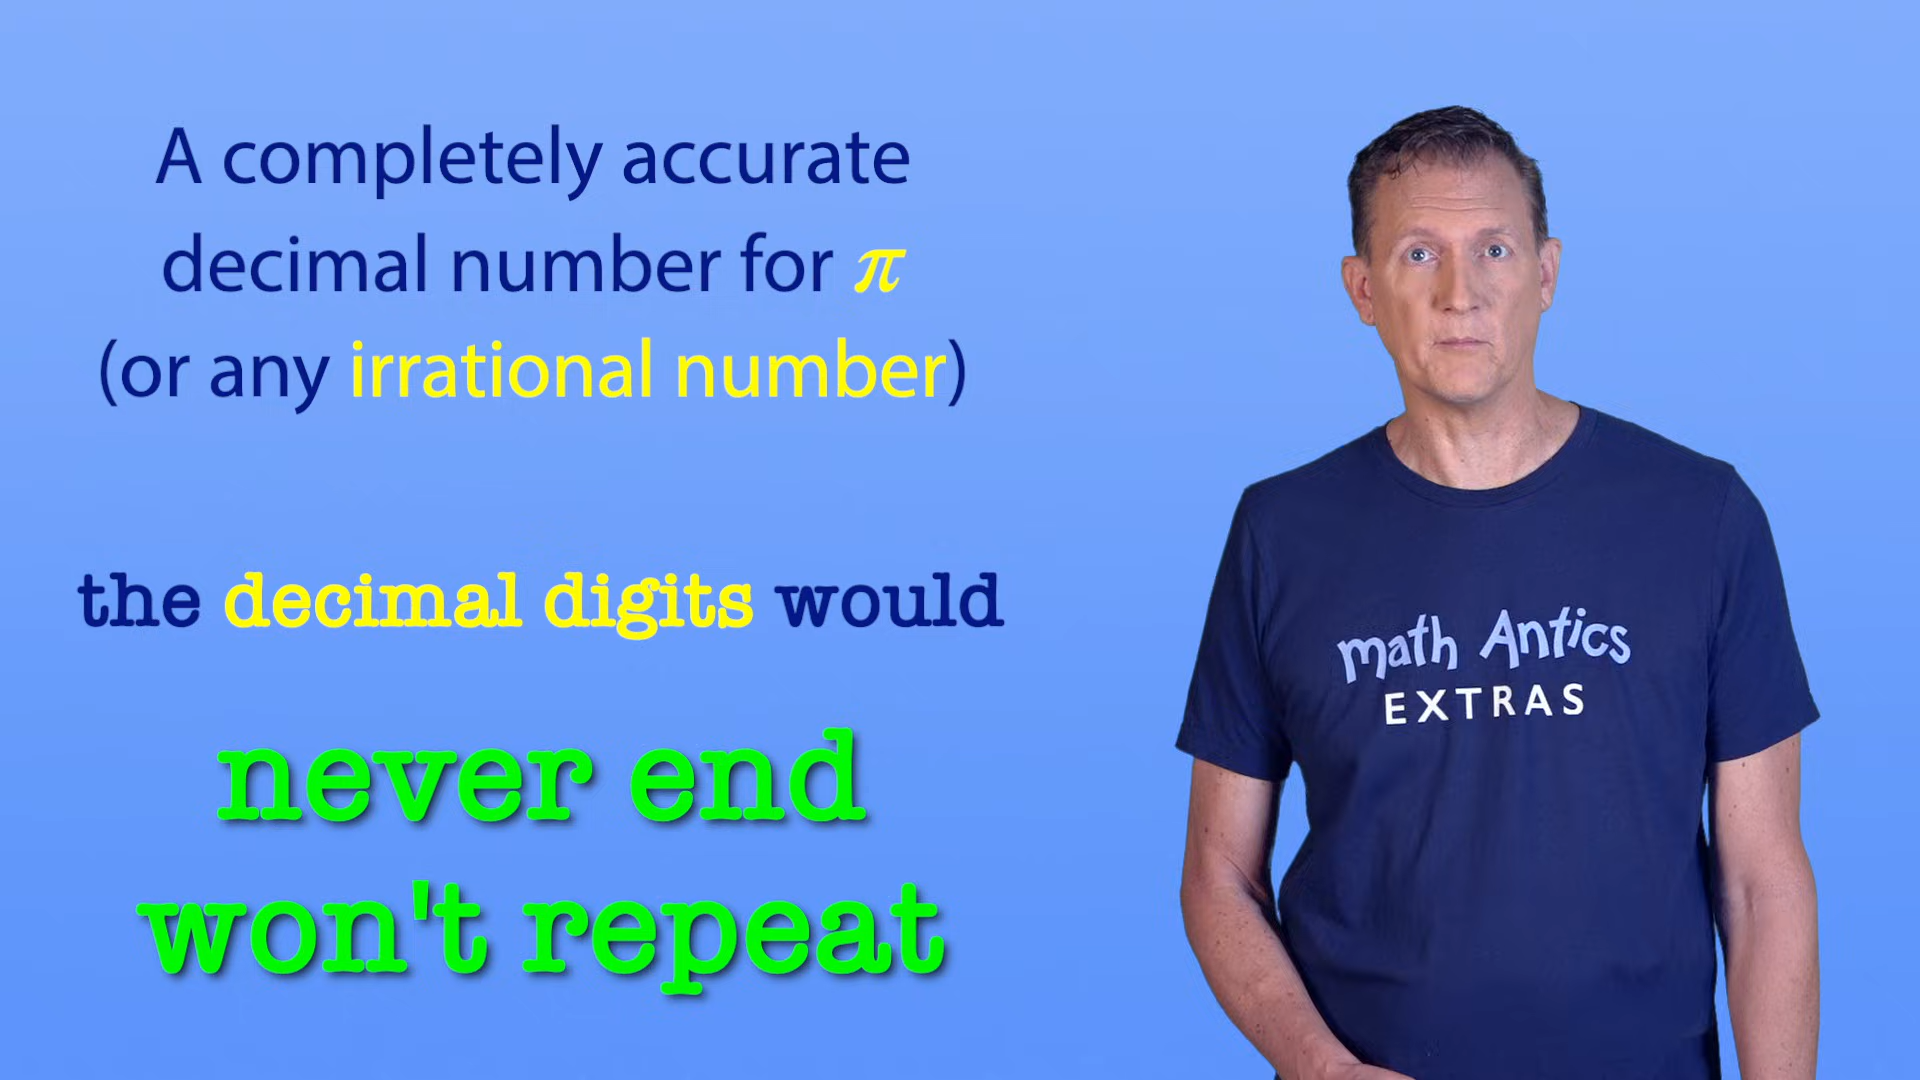 A completely accurate
decimal number for π
(or any irrational number)
the decimal digits would
never end
won't repeat
math Antics
EXTRAS